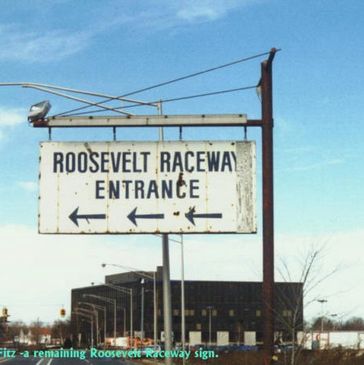 ROOSEVELT RACEWAY
ENTRANCE
Fitz -a remaining Roosevelt Raceway sign.